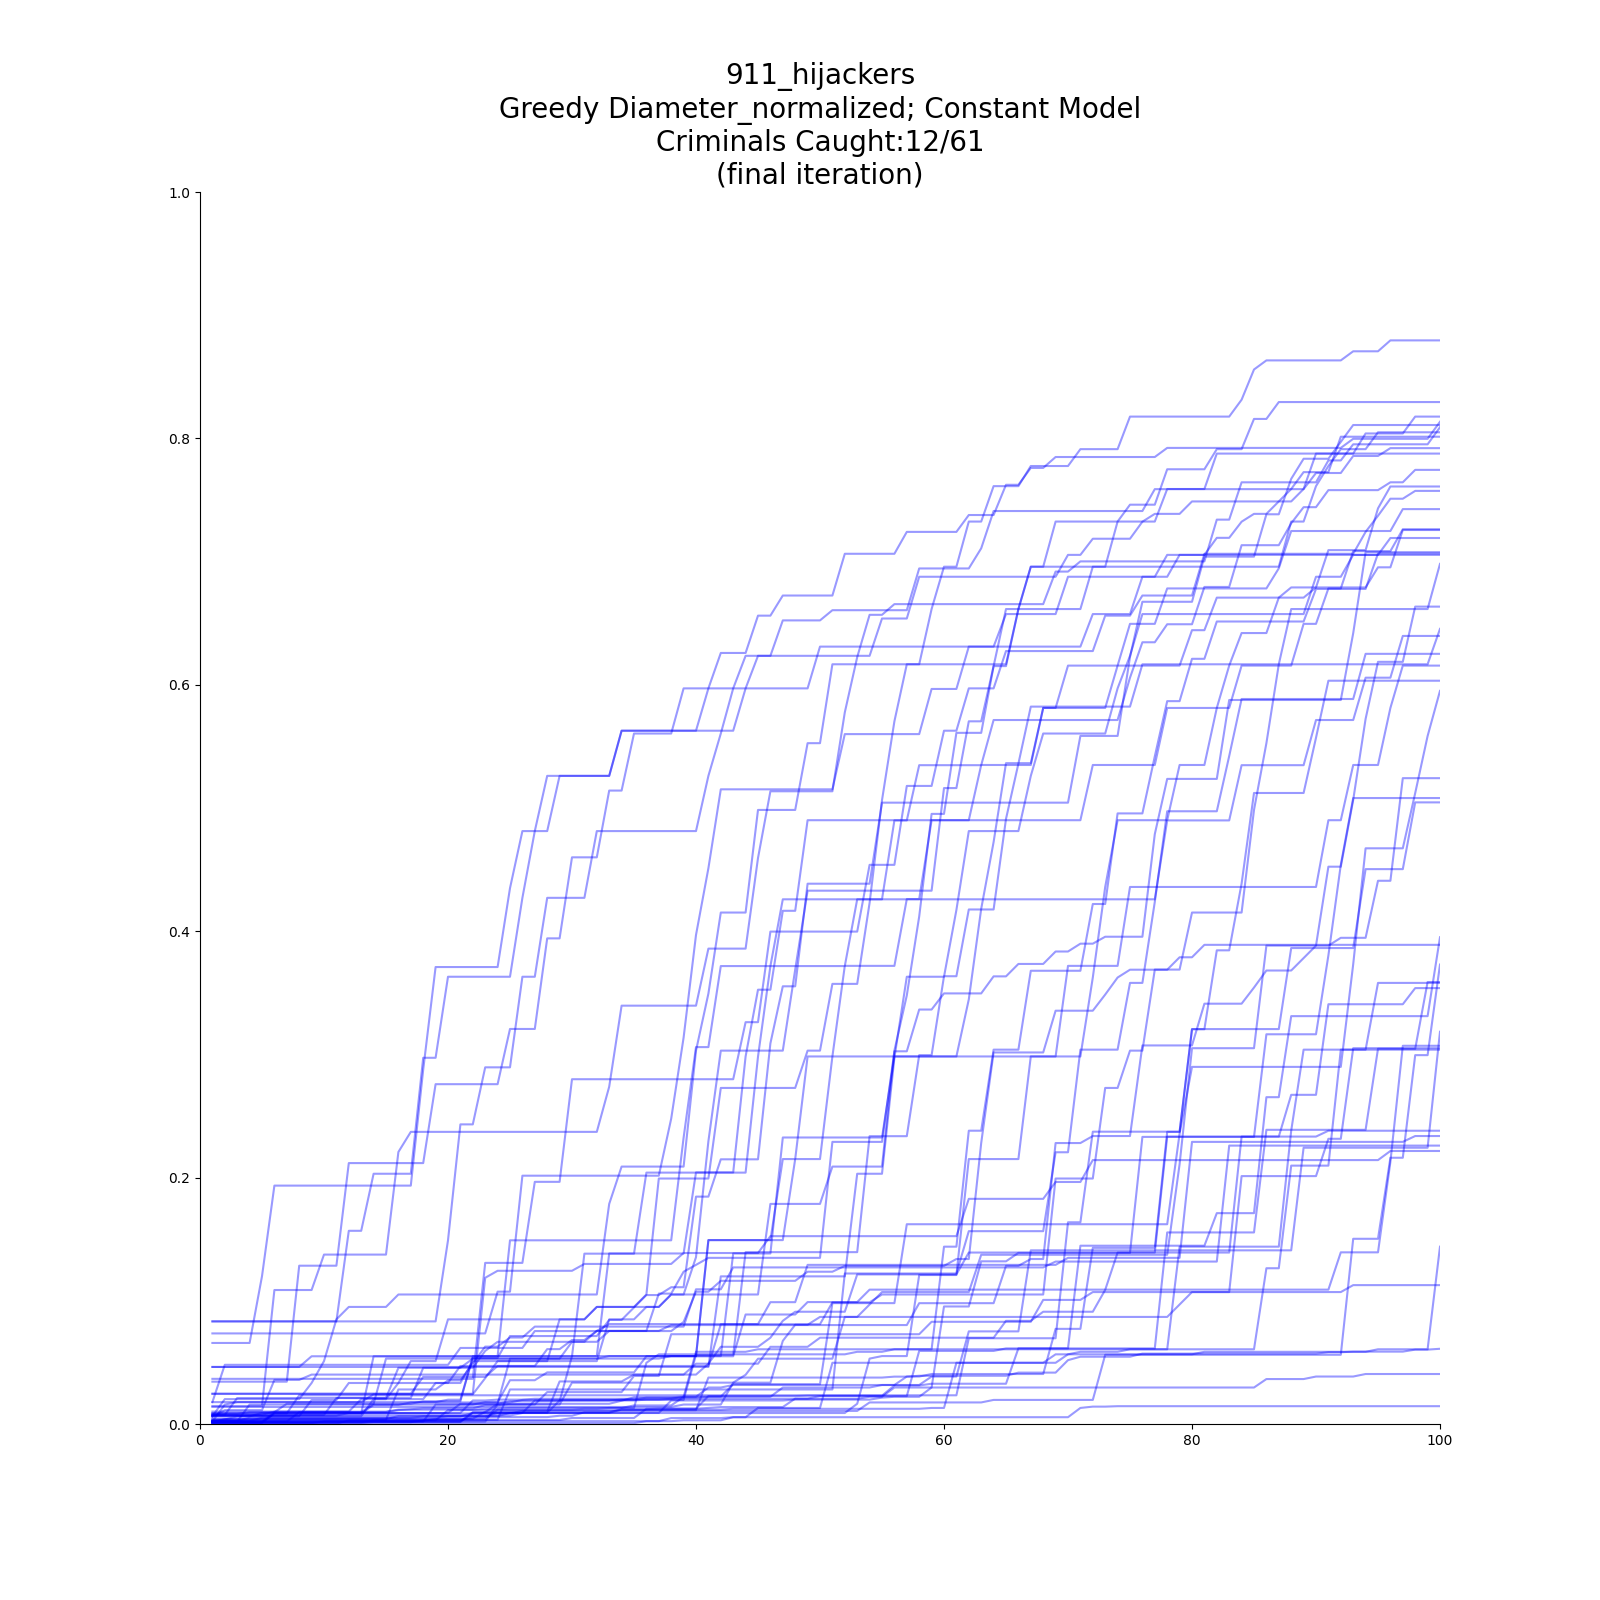 911_hijackers
Greedy Diameter_normalized; Constant Model
Criminals Caught:12/61
(final iteration)
1.0
0.8
0.6
0.4
0.2
0.0
0 20 40 60 80 100